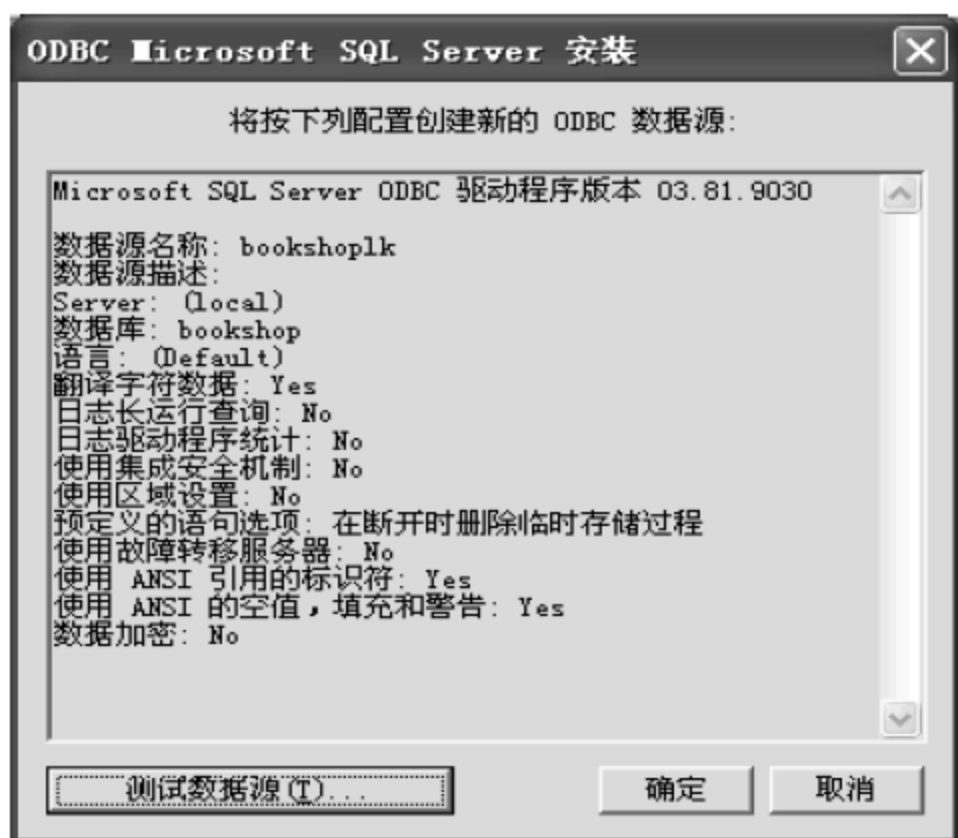 ODBC Microsoft SQL Server 安装
将按下列配置创建新的 ODBC 数据源:
Microsoft SQL Server ODBC 驱动程序版本 03.81.9030
数据源名称: bookshoplk
数据源描述:
Server: (local)
数据库: bookshop
语言: (Default)
翻译字符数据: Yes
日志长运行查询: No
日志驱动程序统计: No
使用集成安全机制: No
使用区域设置: No
预定义的语句选项: 在断开时删除临时存储过程
使用故障转移服务器: No
使用 ANSI 引用的标识符: Yes
使用 ANSI 的空值,填充和警告: Yes
数据加密: No
测试数据源(T)...
确定
取消